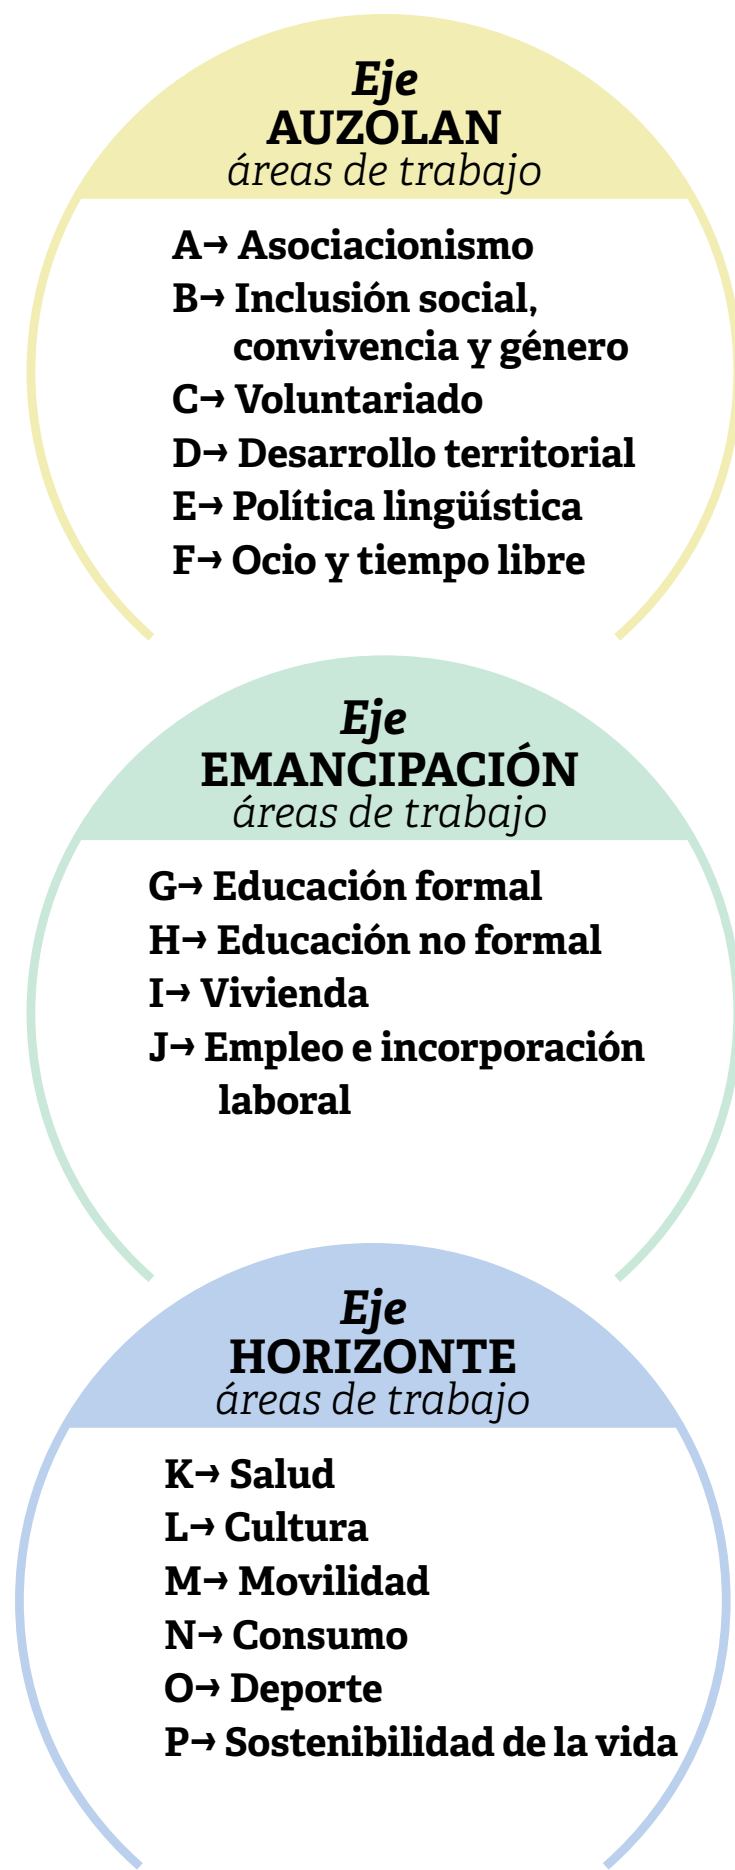 Eje
AUZOLAN
áreas de trabajo
A→ Asociacionismo
B→ Inclusión social,
convivencia y género
C→ Voluntariado
D→ Desarrollo territorial
E→ Política lingüística
F→ Ocio y tiempo libre
Eje
EMANCIPACIÓN
áreas de trabajo
G→ Educación formal
H→ Educación no formal
I→ Vivienda
J→ Empleo e incorporación
laboral
Eje
HORIZONTE
áreas de trabajo
K→ Salud
L→ Cultura
M→ Movilidad
N→ Consumo
O→ Deporte
P→ Sostenibilidad de la vida